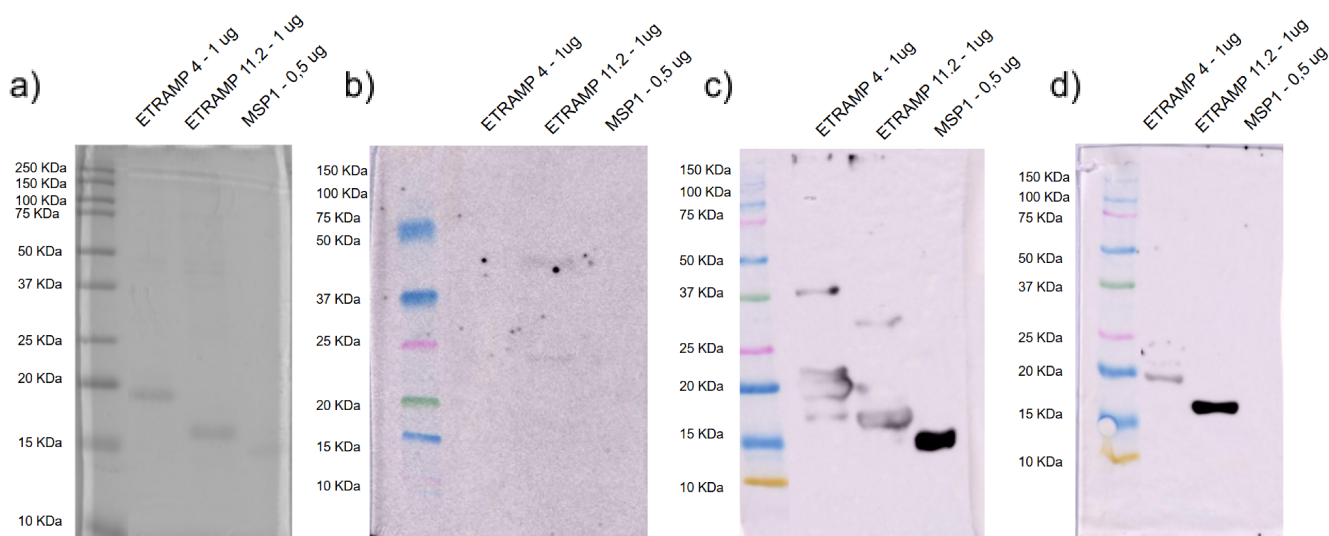 a)
ETRAMP 4 - 1 ug
ETRAMP 11.2 - 1 ug
MSP1 - 0,5 ug
250 KDa
150 KDa
100 KDa
75 KDa
50 KDa
37 KDa
25 KDa
20 KDa
15 KDa
10 KDa
b)
ETRAMP 4 - 1ug
ETRAMP 11.2 - 1ug
MSP1 - 0,5 ug
150 KDa
100 KDa
75 KDa
50 KDa
37 KDa
25 KDa
20 KDa
15 KDa
10 KDa
c)
ETRAMP 4 - 1ug
ETRAMP 11.2 - 1ug
MSP1 - 0,5 ug
150 KDa
100 KDa
75 KDa
50 KDa
37 KDa
25 KDa
20 KDa
15 KDa
10 KDa
d)
ETRAMP 4 - 1ug
ETRAMP 11.2 - 1ug
MSP1 - 0,5 ug
150 KDa
100 KDa
75 KDa
50 KDa
37 KDa
25 KDa
20 KDa
15 KDa
10 KDa